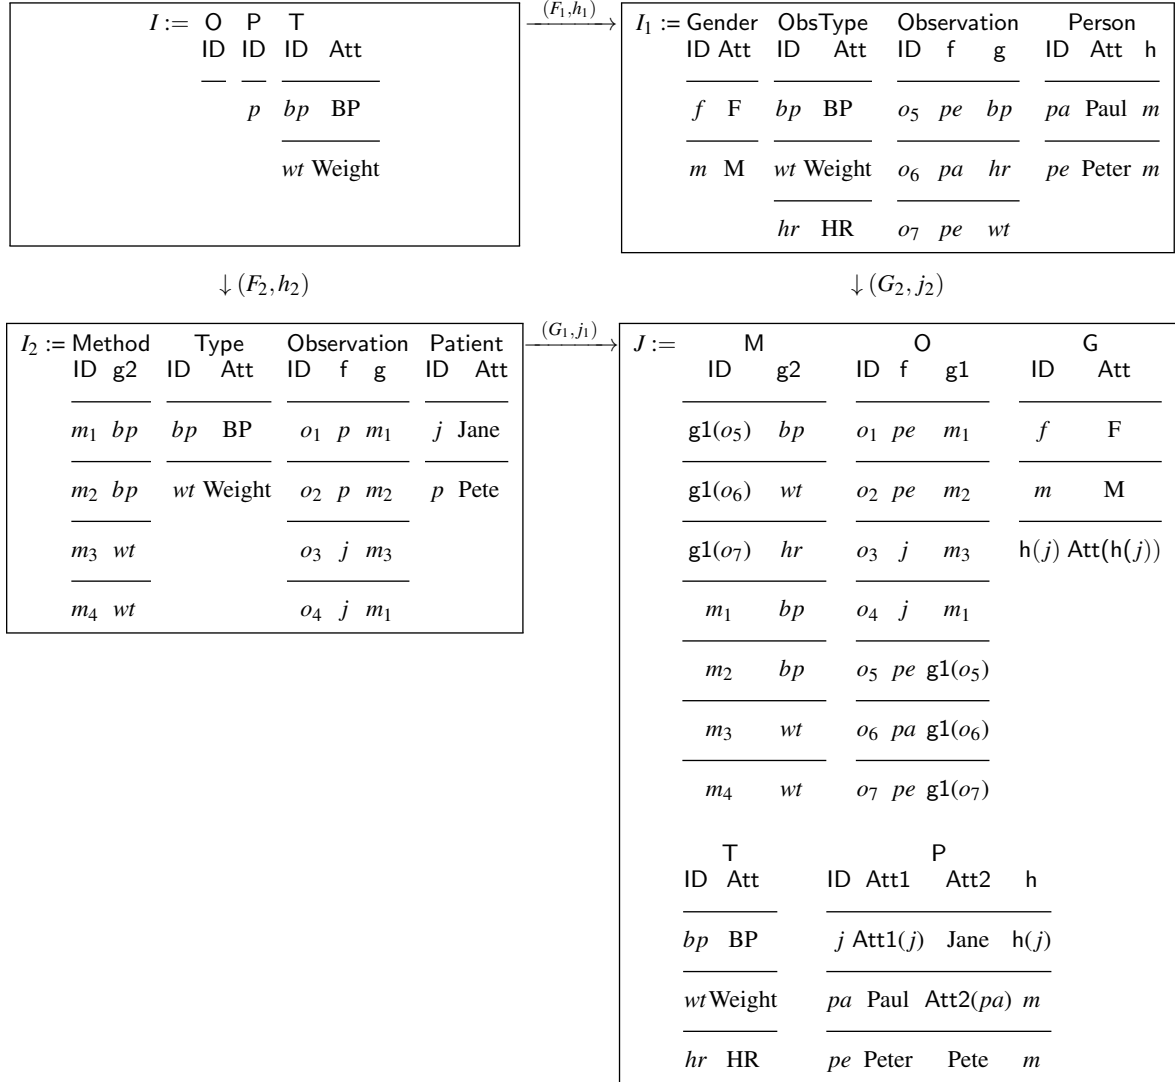 I := O P T
ID ID ID Att
p bp BP
wt Weight
(F₁,h₁)
I₁ := Gender ObsType Observation Person
ID Att ID Att ID f g ID Att h
f F bp BP o₅ pe bp pa Paul m
m M wt Weight o₆ pa hr pe Peter m
hr HR o₇ pe wt
↓ (F₂,h₂)
↓ (G₂,j₂)
I₂ := Method Type Observation Patient
ID g2 ID Att ID f g ID Att
m₁ bp bp BP o₁ p m₁ j Jane
m₂ bp wt Weight o₂ p m₂ p Pete
m₃ wt o₃ j m₃
m₄ wt o₄ j m₁
(G₁,j₁)
J := M O G
ID g2 ID f g1 ID Att
g1(o₅) bp o₁ pe m₁ f F
g1(o₆) wt o₂ pe m₂ m M
g1(o₇) hr o₃ j m₃ h(j) Att(h(j))
m₁ bp o₄ j m₁
m₂ bp o₅ pe g1(o₅)
m₃ wt o₆ pa g1(o₆)
m₄ wt o₇ pe g1(o₇)
T P
ID Att ID Att1 Att2 h
bp BP j Att1(j) Jane h(j)
wt Weight pa Paul Att2(pa) m
hr HR pe Peter Pete m